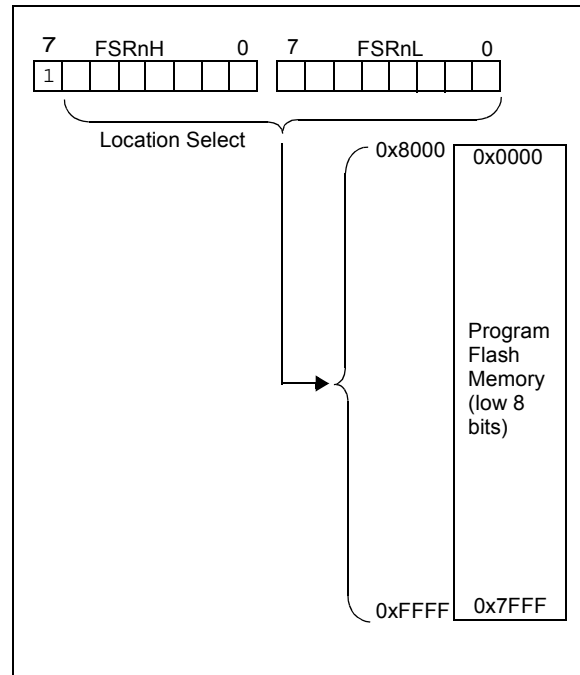 7 FSRnH 0 7 FSRnL 0
1
Location Select
0x8000 0x0000
Program
Flash
Memory
(low 8
bits)
0xFFFF 0x7FFF